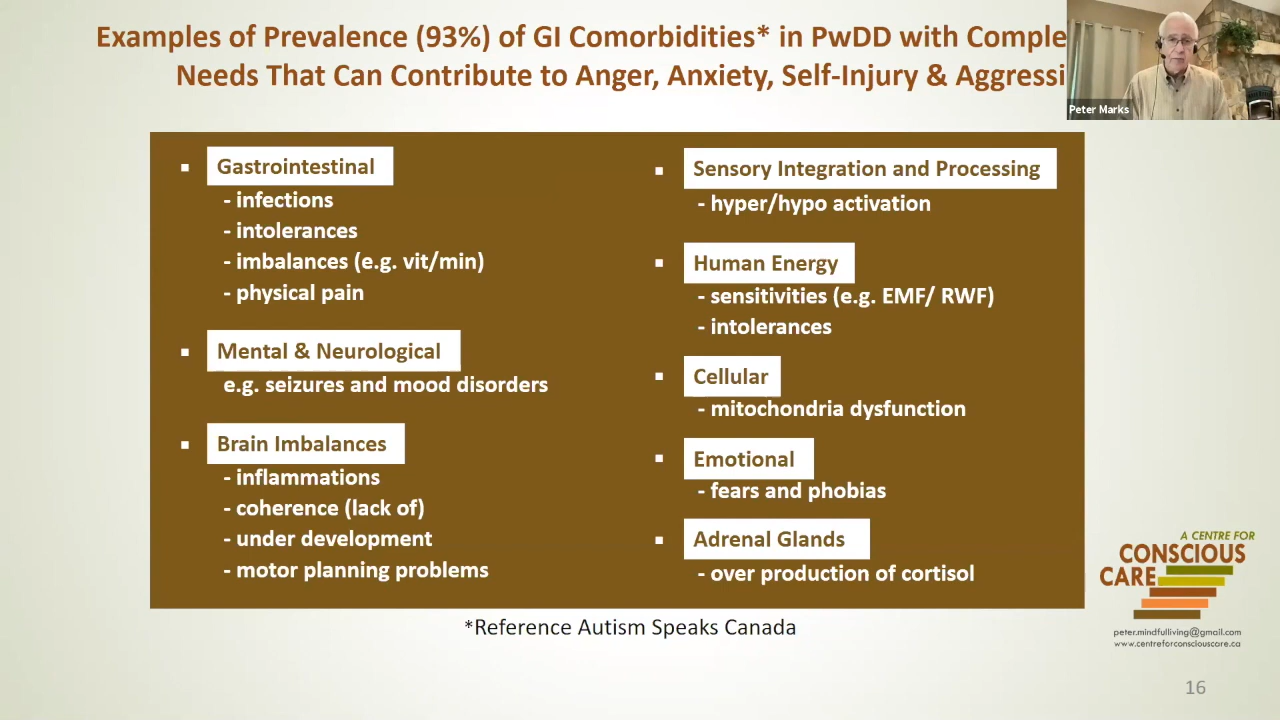 Examples of Prevalence (93%) of GI Comorbidities* in PwDD with Comple
Needs That Can Contribute to Anger, Anxiety, Self-Injury & Aggressi
Peter Marks
▪ Gastrointestinal
- infections
- intolerances
- imbalances (e.g. vit/min)
- physical pain
▪ Mental & Neurological
e.g. seizures and mood disorders
▪ Brain Imbalances
- inflammations
- coherence (lack of)
- under development
- motor planning problems
▪ Sensory Integration and Processing
- hyper/hypo activation
▪ Human Energy
- sensitivities (e.g. EMF/ RWF)
- intolerances
▪ Cellular
- mitochondria dysfunction
▪ Emotional
- fears and phobias
▪ Adrenal Glands
- over production of cortisol
*Reference Autism Speaks Canada
A CENTRE FOR
CONSCIOUS
CARE
peter.mindfulliving@gmail.com
www.centreforconsciouscare.ca
16